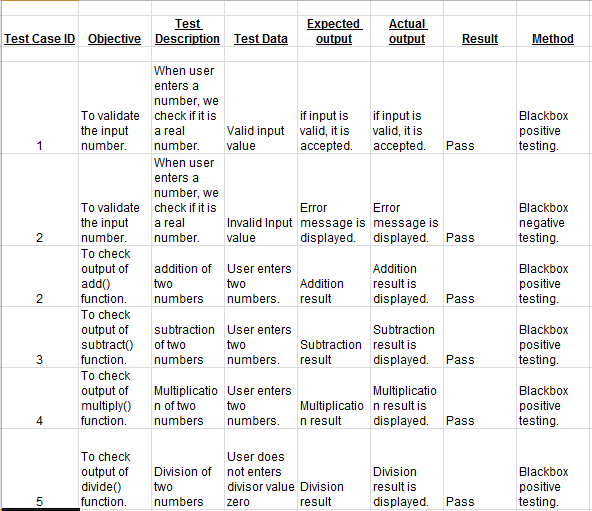 Test Case ID Objective Test Description Test Data Expected output Actual output Result Method
1
To validate
the input
number.
When user
enters a
number, we
check if it is
a real
number.
Valid input
value
if input is
valid, it is
accepted.
if input is
valid, it is
accepted.
Pass
Blackbox
positive
testing.
2
To validate
the input
number.
When user
enters a
number, we
check if it is
a real
number.
Invalid Input
value
Error
message is
displayed.
Error
message is
displayed.
Pass
Blackbox
negative
testing.
2
To check
output of
add()
function.
addition of
two
numbers
User enters
two
numbers.
Addition
result
Addition
result is
displayed.
Pass
Blackbox
positive
testing.
3
To check
output of
subtract()
function.
subtraction
of two
numbers
User enters
two
numbers.
Subtraction
result
Subtraction
result is
displayed.
Pass
Blackbox
positive
testing.
4
To check
output of
multiply()
function.
Multiplicatio
n of two
numbers
User enters
two
numbers.
Multiplicatio
n result
Multiplicatio
n result is
displayed.
Pass
Blackbox
positive
testing.
5
To check
output of
divide()
function.
Division of
two
numbers
User does
not enters
divisor value
zero
Division
result
Division
result is
displayed.
Pass
Blackbox
positive
testing.